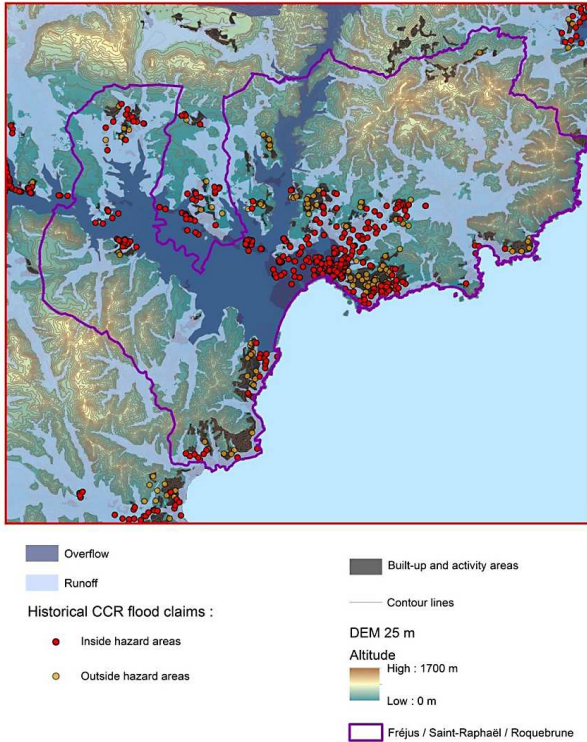 Overflow
Runoff
Historical CCR flood claims :
Inside hazard areas
Outside hazard areas
Built-up and activity areas
Contour lines
DEM 25 m
Altitude
High : 1700 m
Low : 0 m
Fréjus / Saint-Raphaël / Roquebrune